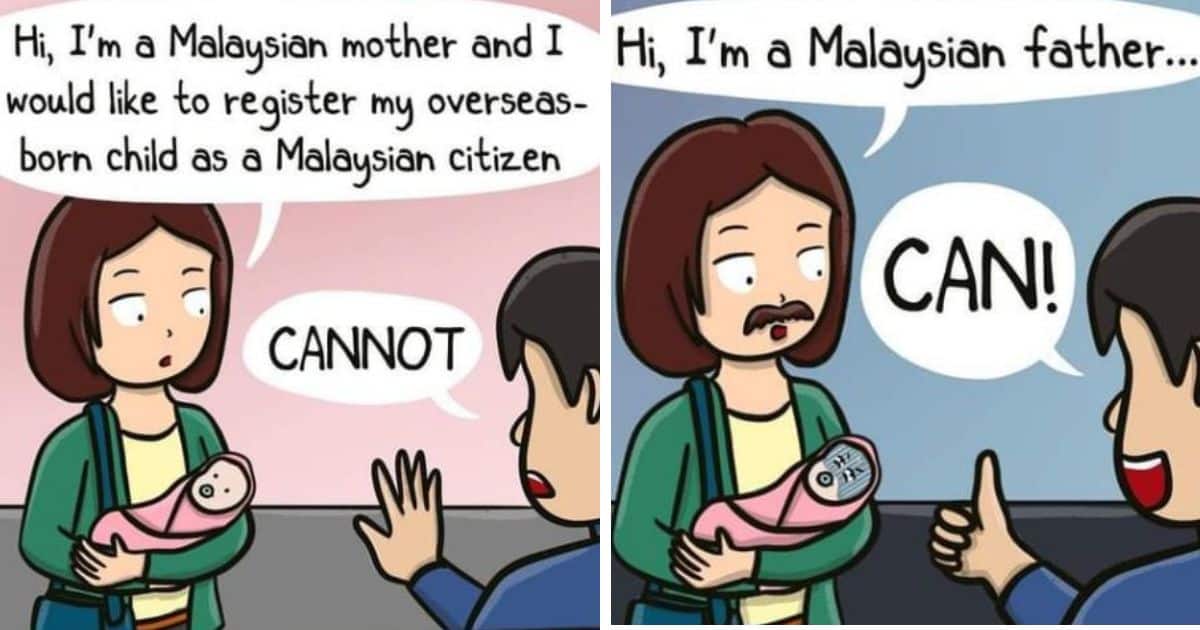 Hi, I'm a Malaysian mother and I
would like to register my overseas-
born child as a Malaysian citizen
CANNOT
Hi, I'm a Malaysian father...
CAN!